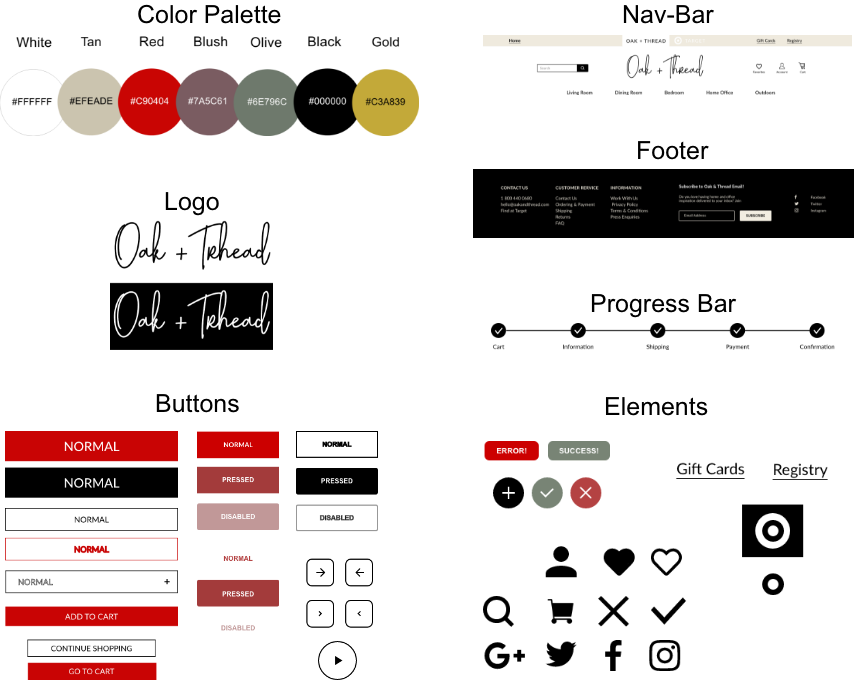 Color Palette
White Tan Red Blush Olive Black Gold
#FFFFFF #EFEADE #C90404 #7A5C61 #6E796C #000000 #C3A839
Logo
Oak + Trhead
Oak + Trhead
Buttons
NORMAL
NORMAL
NORMAL
NORMAL
NORMAL +
ADD TO CART
CONTINUE SHOPPING
GO TO CART
NORMAL
PRESSED
DISABLED
NORMAL
PRESSED
DISABLED
NORMAL
PRESSED
DISABLED
Nav-Bar
Home OAK + THREAD Gift Cards Registry
Search Oak + Thread Favorites Account Cart
Living Room Dining Room Bedroom Home Office Outdoors
Footer
CONTACT US
1 800 440 0680
Find at Target
CUSTOMER SERVICE
Contact Us
Ordering & Payment
Shipping
Returns
FAQ
INFORMATION
Work With Us
Privacy Policy
Terms & Conditions
Press Enquiries
Subscribe to Oak & Thread Email!
Email Address SUBSCRIBE
Facebook
Twitter
Instagram
Progress Bar
Cart Information Shipping Payment Confirmation
Elements
ERROR! SUCCESS!
Gift Cards Registry
G+